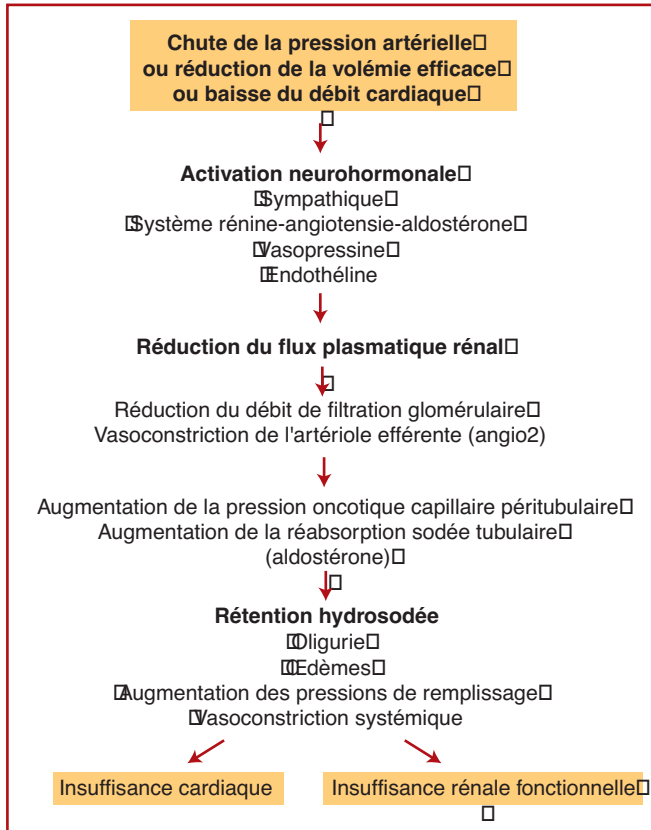 Chute de la pression artérielle
ou réduction de la volémie efficace
ou baisse du débit cardiaque
Activation neurohormonale
Sympathique
Système rénine-angiotensie-aldostérone
Vasopressine
Endothéline
Réduction du flux plasmatique rénal
Réduction du débit de filtration glomérulaire
Vasoconstriction de l'artériole efférente (angio2)
Augmentation de la pression oncotique capillaire péritubulaire
Augmentation de la réabsorption sodée tubulaire
(aldostérone)
Rétention hydrosodée
Oligurie
Œdèmes
Augmentation des pressions de remplissage
Vasoconstriction systémique
Insuffisance cardiaque
Insuffisance rénale fonctionnelle